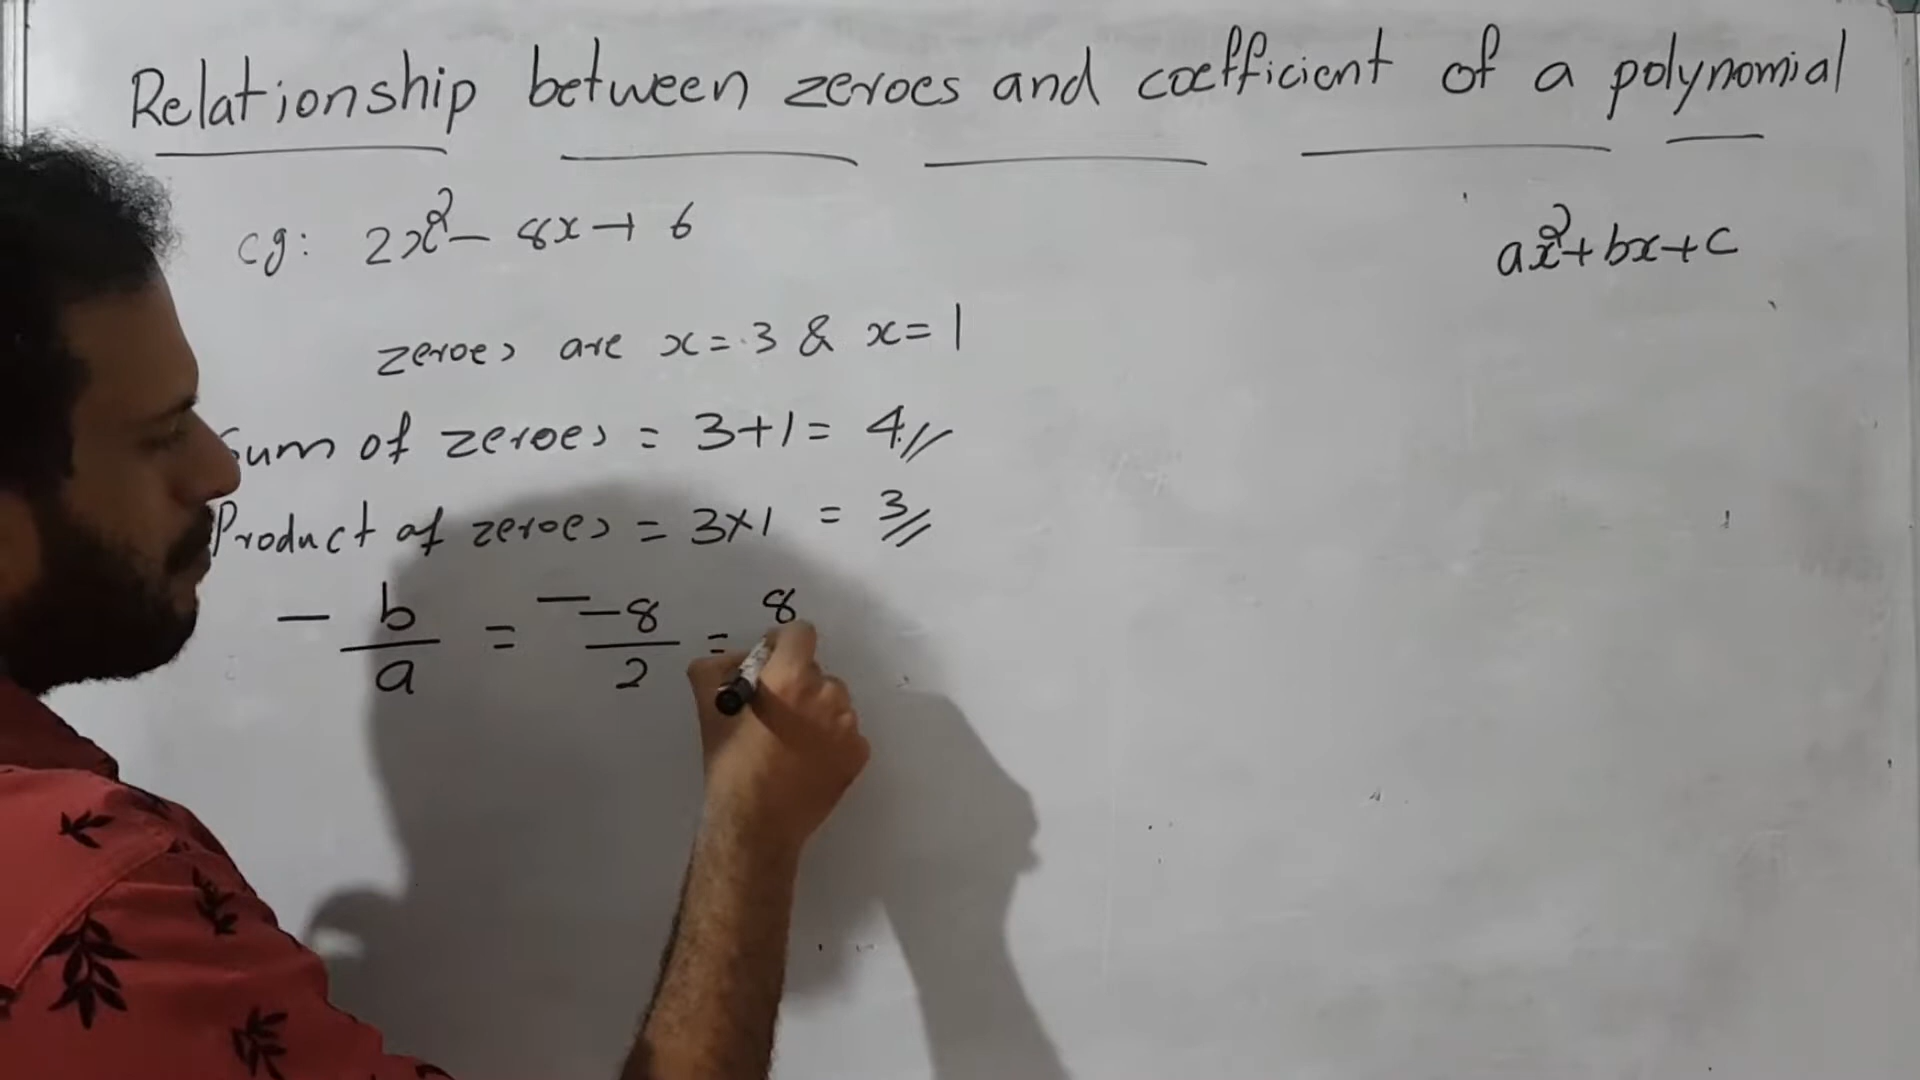 Relationship between zeroes and coefficient of a polynomial
eg: 2x² - 8x + 6
ax² + bx + c
zeroes are x = 3 & x = 1
Sum of zeroes = 3+1 = 4//
Product of zeroes = 3×1 = 3//
- b/a = - -8/2 = 8